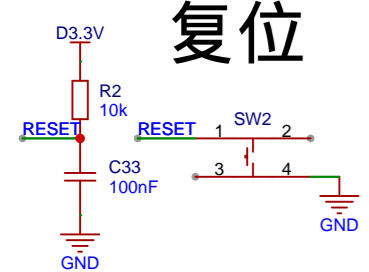 复位
D3.3V
R2
10k
RESET
RESET
1
SW2
2
C33
100nF
3
4
GND
GND